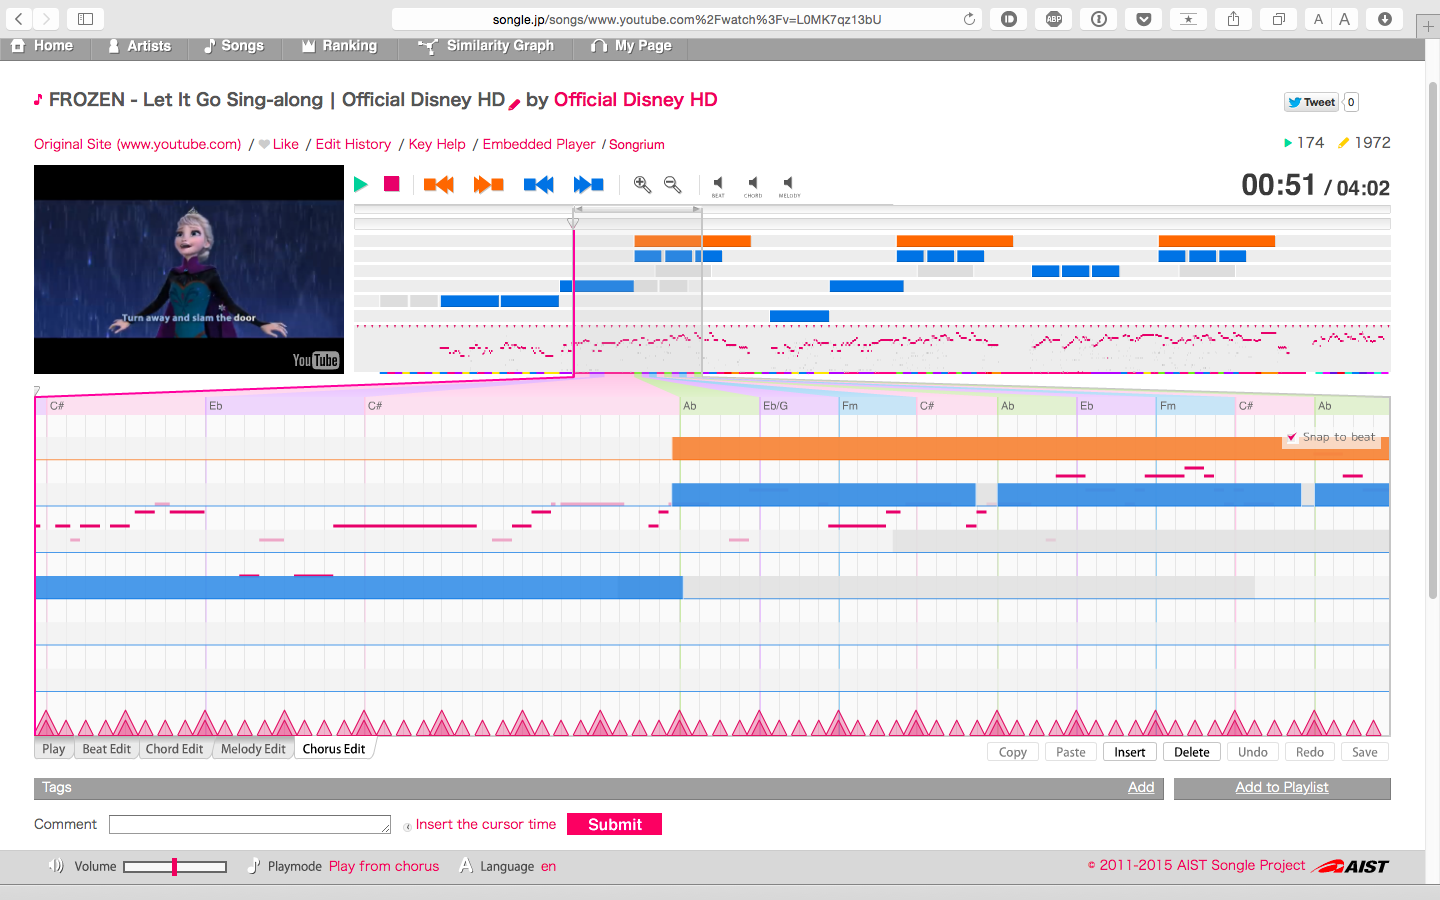 songle.jp/songs/www.youtube.com%2Fwatch%3Fv=L0MK7qz13bU
ABP
A A
Home Artists Songs Ranking Similarity Graph My Page
FROZEN - Let It Go Sing-along | Official Disney HD by Official Disney HD
Tweet 0
Original Site (www.youtube.com) / Like / Edit History / Key Help / Embedded Player / Songrium
174 1972
BEAT CHORD MELODY
00:51 / 04:02
Turn away and slam the door
YouTube
C# Eb C# Ab Eb/G Fm C# Ab Eb Fm C# Ab
Snap to beat
Play Beat Edit Chord Edit Melody Edit Chorus Edit
Copy Paste Insert Delete Undo Redo Save
Tags Add Add to Playlist
Comment Insert the cursor time Submit
Volume Playmode Play from chorus A Language en
© 2011-2015 AIST Songle Project AIST